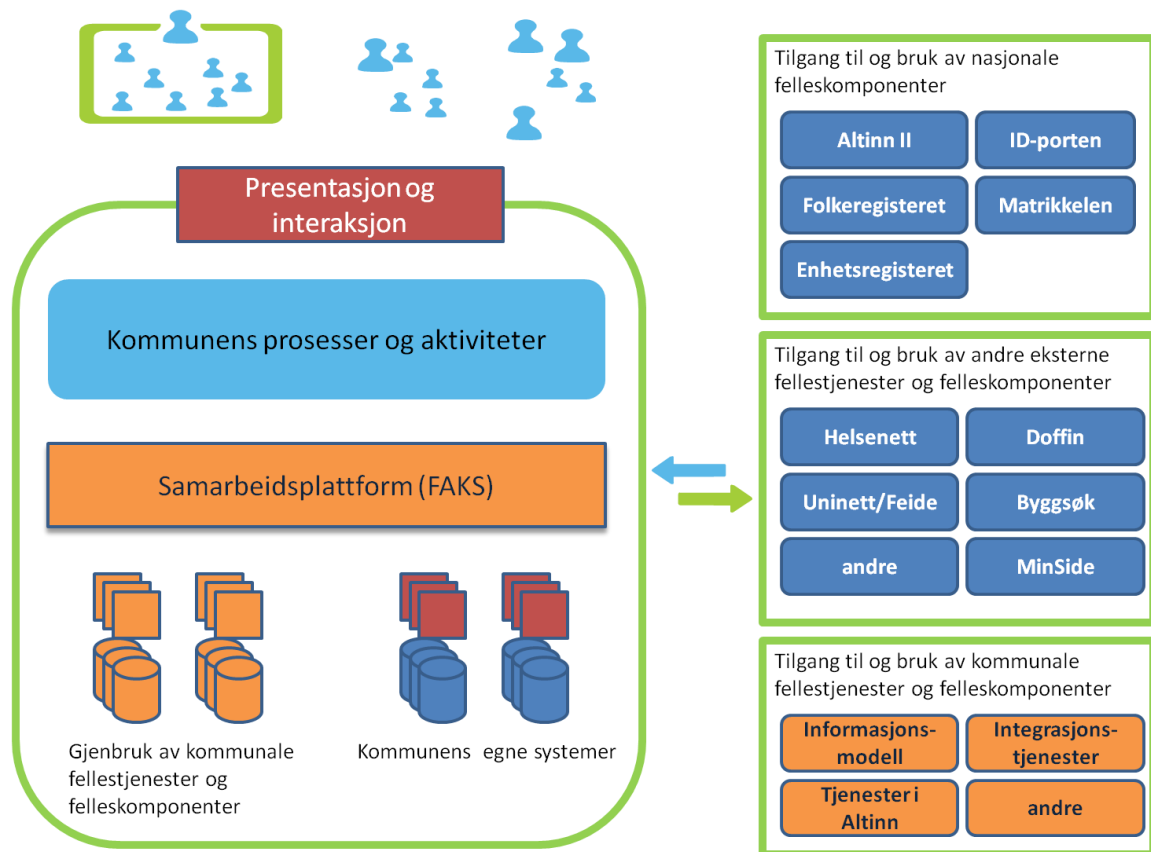 Presentasjon og
interaksjon
Kommunens prosesser og aktiviteter
Samarbeidsplattform (FAKS)
Gjenbruk av kommunale
fellestjenester og
felleskomponenter
Kommunens egne systemer
Tilgang til og bruk av nasjonale
felleskomponenter
Altinn II
ID-porten
Folkeregisteret
Matrikkelen
Enhetsregisteret
Tilgang til og bruk av andre eksterne
fellestjenester og felleskomponenter
Helsenett
Doffin
Uninett/Feide
Byggsøk
andre
MinSide
Tilgang til og bruk av kommunale
fellestjenester og felleskomponenter
Informasjons-
modell
Integrasjons-
tjenester
Tjenester i
Altinn
andre